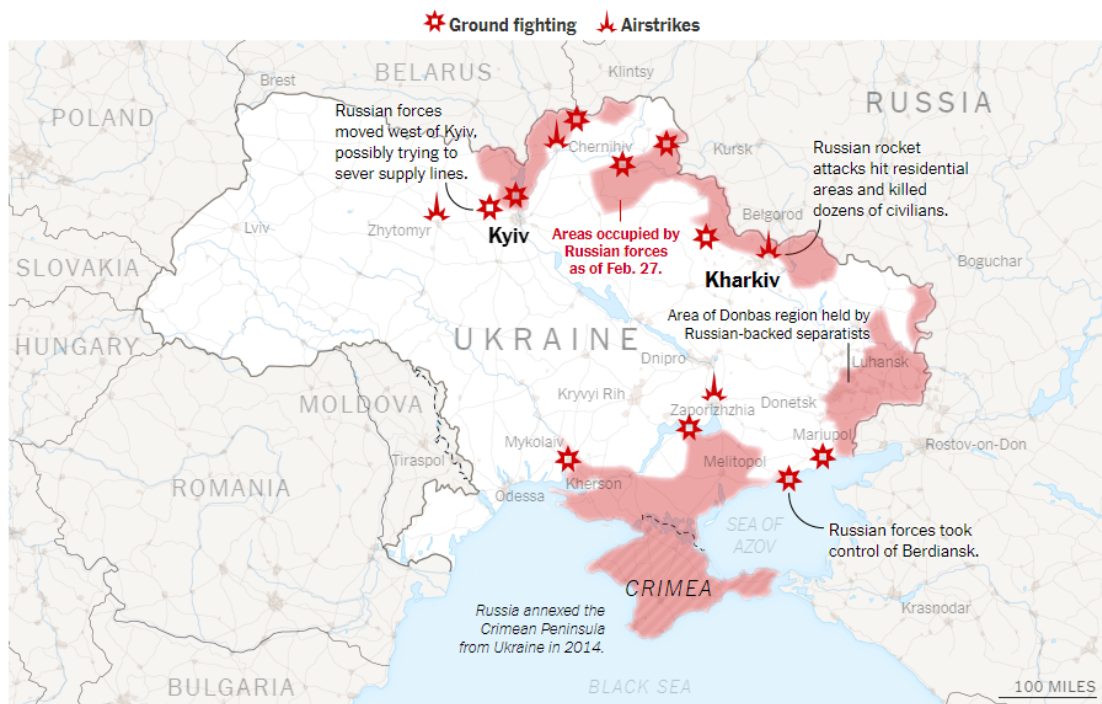 Ground fighting Airstrikes
BELARUS
Klintsy
Brest
RUSSIA
POLAND
Russian forces
moved west of Kyiv,
possibly trying to
sever supply lines.
Chernihiv
Kursk
Russian rocket
attacks hit residential
areas and killed
dozens of civilians.
Belgorod
Lviv
Zhytomyr
Kyiv
Areas occupied by
Russian forces
as of Feb. 27.
SLOVAKIA
Boguchar
Kharkiv
Area of Donbas region held by
Russian-backed separatists
UKRAINE
HUNGARY
Dnipro
Luhansk
Kryvyi Rih
MOLDOVA
Zaporizhzhia
Donetsk
Mykolaiv
Mariupol
Rostov-on-Don
Tiraspol
Melitopol
Kherson
ROMANIA
Odessa
SEA OF
AZOV
Russian forces took
control of Berdiansk.
CRIMEA
Russia annexed the
Crimean Peninsula
from Ukraine in 2014.
Krasnodar
BULGARIA
BLACK SEA
100 MILES